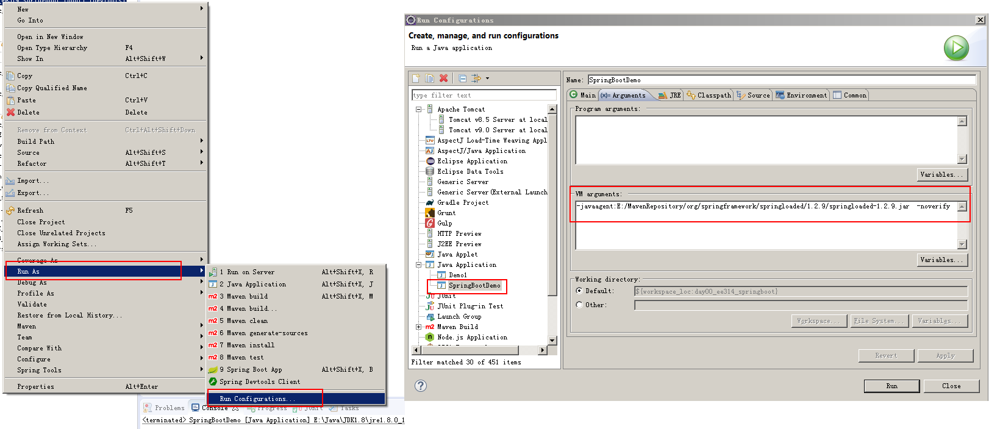 New
Go Into
Open in New Window
Open Type Hierarchy F4
Show In Alt+Shift+W
Copy Ctrl+C
Copy Qualified Name
Paste Ctrl+V
Delete Delete
Remove from Context Ctrl+Alt+Shift+Down
Build Path
Source Alt+Shift+S
Refactor Alt+Shift+T
Import...
Export...
Refresh F5
Close Project
Close Unrelated Projects
Assign Working Sets...
Coverage As
Run As
Debug As
Profile As
Validate
Restore from Local History...
Maven
Team
Compare With
Configure
Spring Tools
Properties Alt+Enter
1 Run on Server Alt+Shift+X, R
2 Java Application Alt+Shift+X, J
m2 3 Maven build Alt+Shift+X, M
m2 4 Maven build...
m2 5 Maven clean
m2 6 Maven generate-sources
m2 7 Maven install
m2 8 Maven test
9 Spring Boot App Alt+Shift+X, B
Spring Devtools Client
Run Configurations...
Problems Console Progress JUnit Tasks
<terminated> SpringBootDemo [Java Application] E:\Java\JDK1.8\jre1.8.0_1
Run Configurations
Create, manage, and run configurations
Run a Java application
type filter text
Apache Tomcat
Tomcat v8.5 Server at local
Tomcat v9.0 Server at local
AspectJ Load-Time Weaving Appl
AspectJ/Java Application
Eclipse Application
Eclipse Data Tools
Generic Server
Generic Server(External Launch
Gradle Project
Grunt
Gulp
HTTP Preview
J2EE Preview
Java Applet
Java Application
Demo1
SpringBootDemo
JUnit
JUnit Plug-in Test
Launch Group
m2 Maven Build
Node.js Application
Filter matched 30 of 451 items
Name: SpringBootDemo
Main (x)= Arguments JRE Classpath Source Environment Common
Program arguments:
Variables...
VM arguments:
-javaagent:E:/MavenRepository/org/springframework/springloaded/1.2.9/springloaded-1.2.9.jar -noverify
Variables...
Working directory:
Default: ${workspace_loc:day00_ee314_springboot}
Other:
Workspace... File System... Variables...
Revert Apply
Run Close